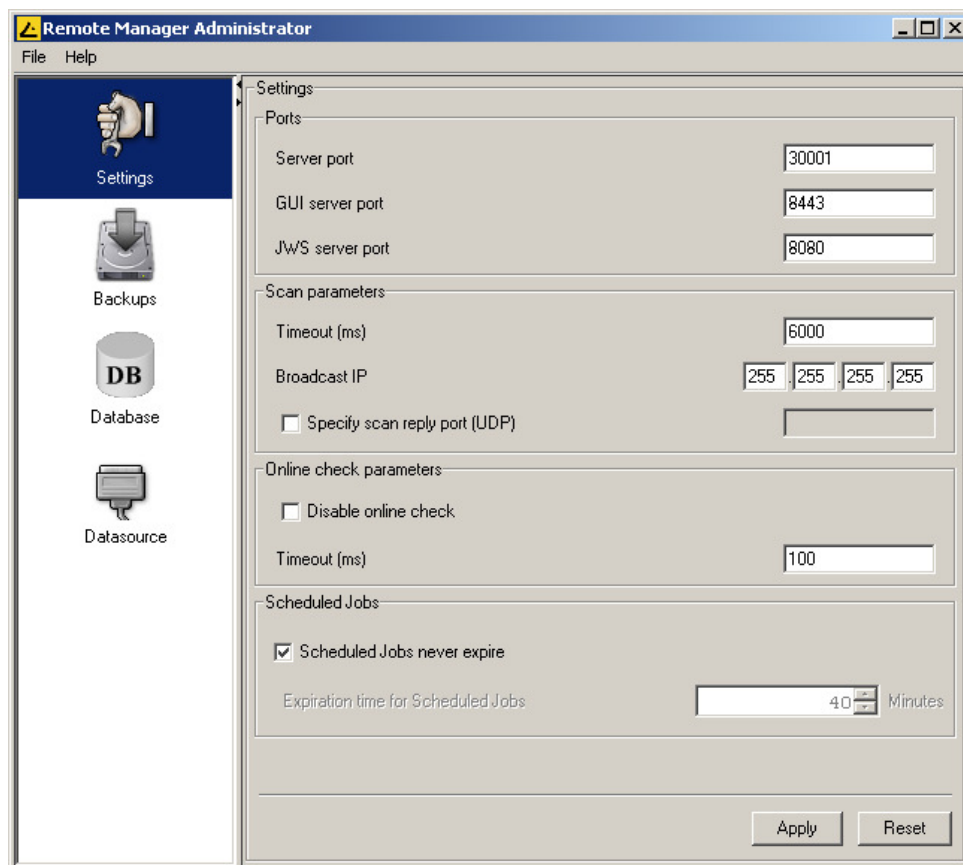 Remote Manager Administrator
File Help
Settings
Backups
DB
Database
Datasource
Settings
Ports
Server port 30001
GUI server port 8443
JWS server port 8080
Scan parameters
Timeout (ms) 6000
Broadcast IP 255 .255 .255 .255
Specify scan reply port (UDP)
Online check parameters
Disable online check
Timeout (ms) 100
Scheduled Jobs
Scheduled Jobs never expire
Expiration time for Scheduled Jobs 40 Minutes
Apply Reset